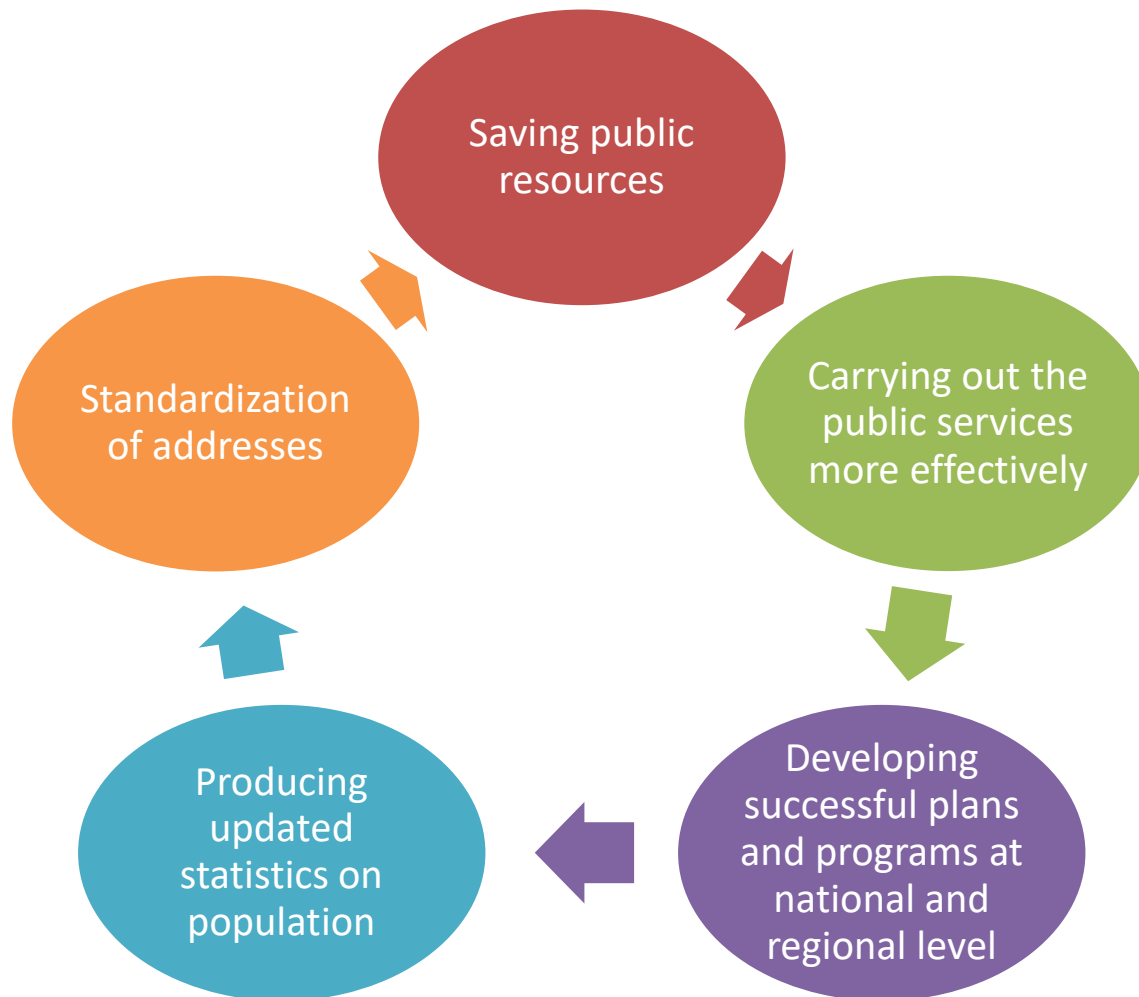 Saving public
resources
Carrying out the
public services
more effectively
Developing
successful plans
and programs at
national and
regional level
Producing
updated
statistics on
population
Standardization
of addresses